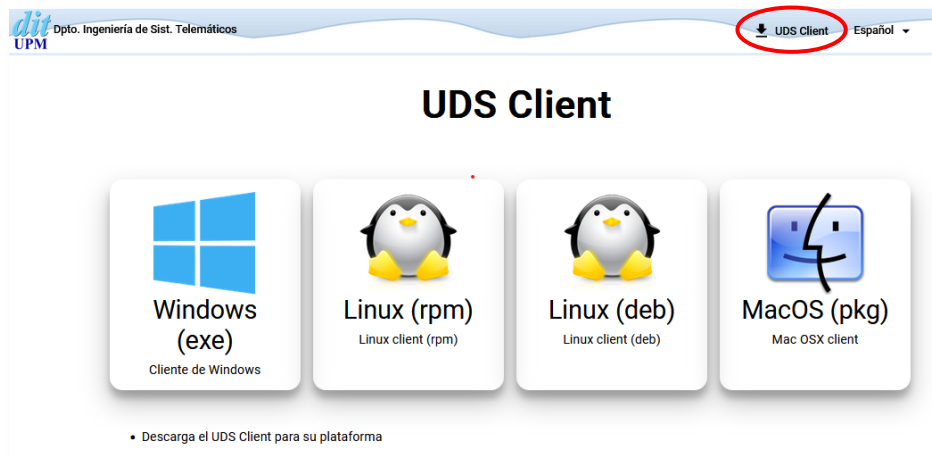 dit
UPM
Dpto. Ingeniería de Sist. Telemáticos
UDS Client
Español
UDS Client
Windows
(exe)
Cliente de Windows
Linux (rpm)
Linux client (rpm)
Linux (deb)
Linux client (deb)
MacOS (pkg)
Mac OSX client
• Descarga el UDS Client para su plataforma